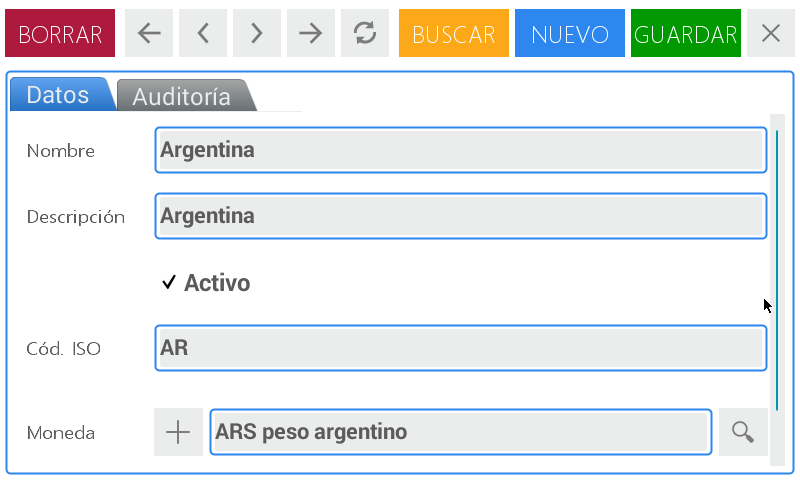 BORRAR BUSCAR NUEVO GUARDAR
Datos Auditoría
Nombre Argentina
Descripción Argentina
Activo
Cód. ISO AR
Moneda ARS peso argentino